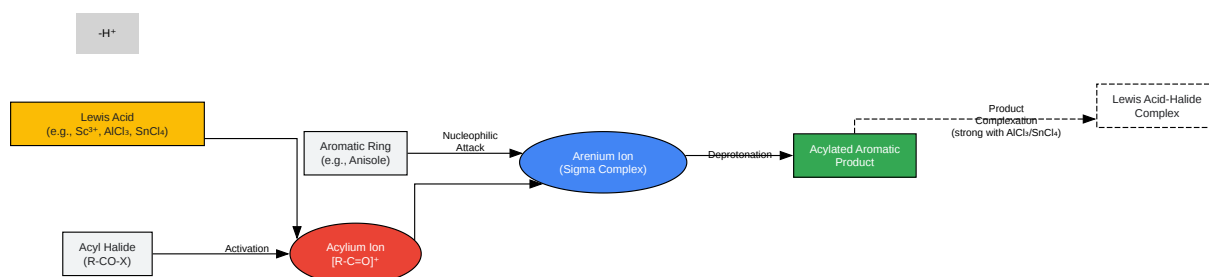 -H⁺
Lewis Acid
(e.g., Sc³⁺, AlCl₃, SnCl₄)
Aromatic Ring
(e.g., Anisole)
Nucleophilic
Attack
Arenium Ion
(Sigma Complex)
Deprotonation
Acylated Aromatic
Product
Product
Complexation
(strong with AlCl₃/SnCl₄)
Lewis Acid-Halide
Complex
Acyl Halide
(R-CO-X)
Activation
Acylium Ion
[R-C=O]⁺